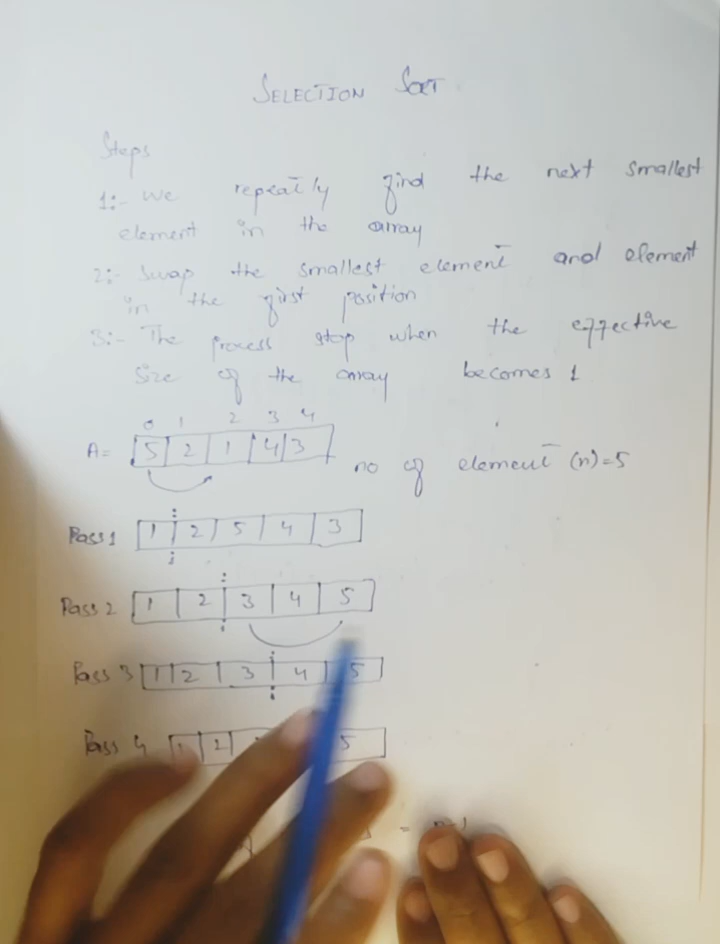 SELECTION SORT
Steps
1:- We repeatly find the next smallest
element in the array
2:- Swap the smallest element and element
in the first position
3:- The process stop when the effective
size of the array becomes 1
0 1 2 3 4
A= 5 2 1 4 3 no of element (n)=5
Pass 1 1 2 5 4 3
Pass 2 1 2 3 4 5
Pass 3 1 2 3 4 5
Pass 4 1 2 5
= n-1